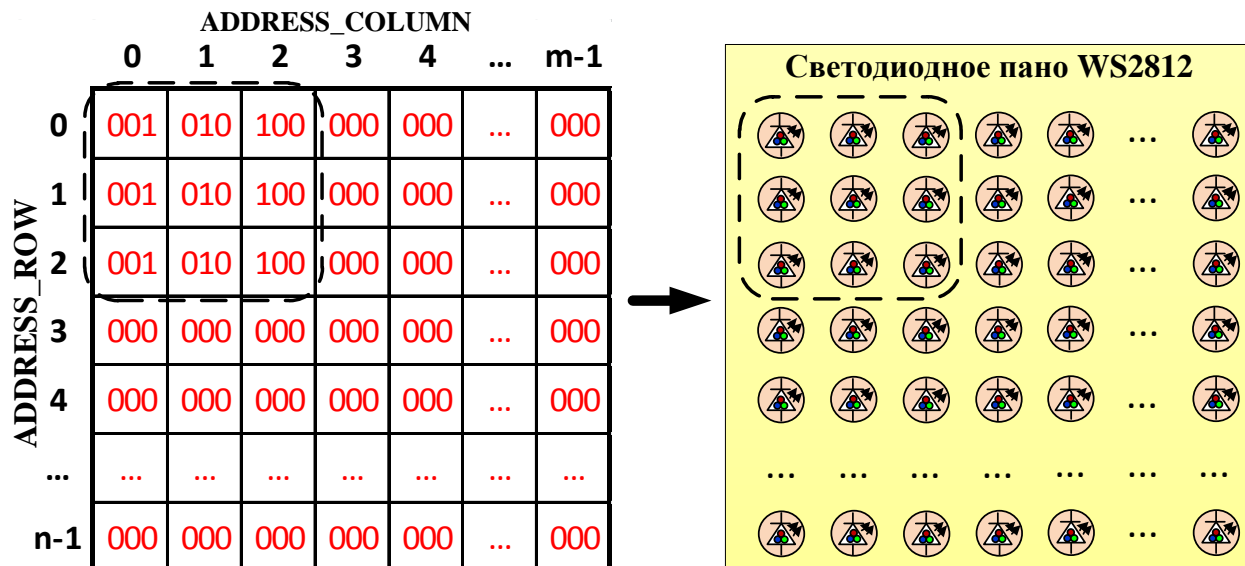 ADDRESS_COLUMN
0 1 2 3 4 ... m-1
Светодиодное пано WS2812
ADDRESS_ROW
0 001 010 100 000 000 ... 000
1 001 010 100 000 000 ... 000
2 001 010 100 000 000 ... 000
3 000 000 000 000 000 ... 000
4 000 000 000 000 000 ... 000
... ... ... ... ... ... ... ...
n-1 000 000 000 000 000 ... 000
...
...
...
...
...
... ... ... ... ... ... ...
...